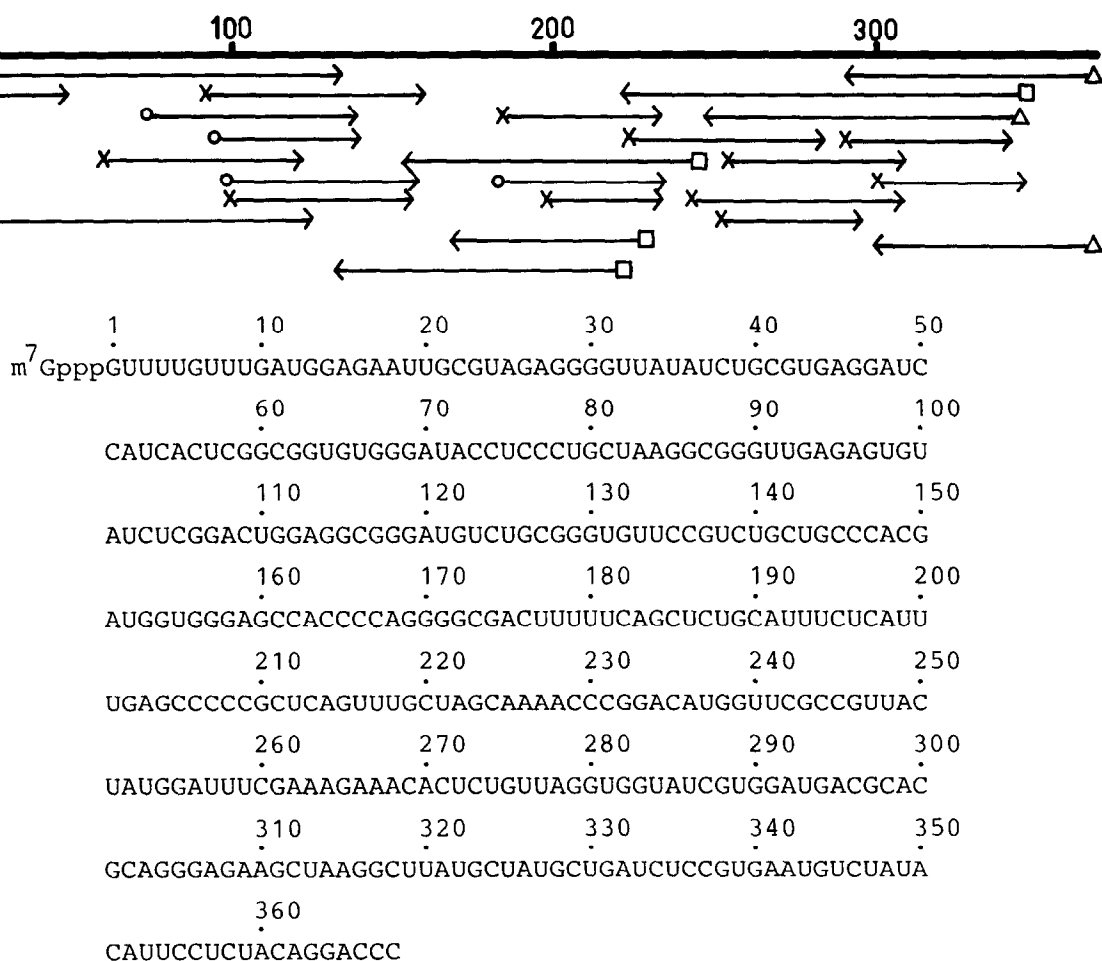 100 200 300
1 10 20 30 40 50
m7GpppGUUUUGUUUGAUGGAGAAUUGCGUAGAGGGGUUAUAUCUGCGUGAGGAUC
60 70 80 90 100
CAUCACUCGGCGGUGUGGGAUACCUCCCUGCUAAGGCGGGUUGAGAGUGU
110 120 130 140 150
AUCUCGGACUGGAGGCGGGAUGUCUGCGGGUGUUCCGUCUGCUGCCCACG
160 170 180 190 200
AUGGUGGGAGCCACCCCAGGGGCGACUUUUUCAGCUCUGCAUUUCUCAUU
210 220 230 240 250
UGAGCCCCCGCUCAGUUUGCUAGCAAAACCCGGACAUGGUUCGCCGUUAC
260 270 280 290 300
UAUGGAUUUCGAAAGAAACACUCUGUUAGGUGGUAUCGUGGAUGACGCAC
310 320 330 340 350
GCAGGGAGAAGCUAAGGCUUAUGCUAUGCUGAUCUCCGUGAAUGUCUAUA
360
CAUUCCUCUACAGGACCC